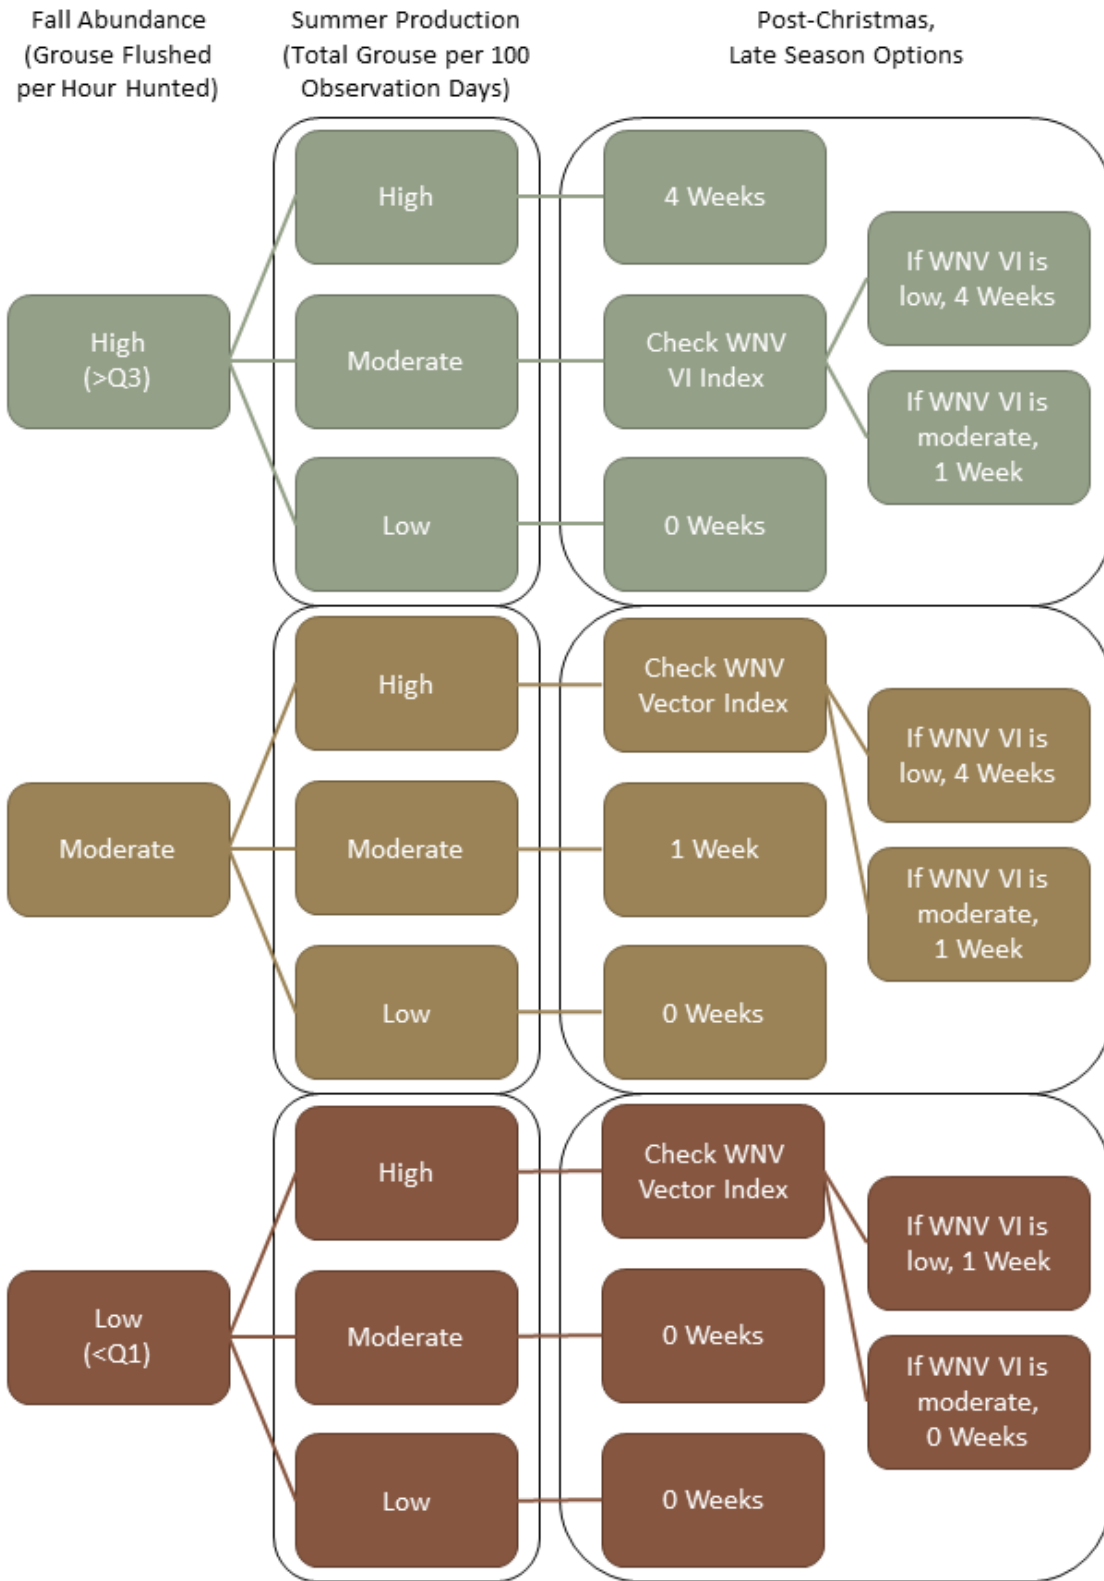 Fall Abundance
(Grouse Flushed
per Hour Hunted)
Summer Production
(Total Grouse per 100
Observation Days)
Post-Christmas,
Late Season Options
High
(>Q3)
High
4 Weeks
Moderate
Check WNV
VI Index
If WNV VI is
low, 4 Weeks
If WNV VI is
moderate,
1 Week
Low
0 Weeks
Moderate
High
Check WNV
Vector Index
If WNV VI is
low, 4 Weeks
If WNV VI is
moderate,
1 Week
Moderate
1 Week
Low
0 Weeks
Low
(<Q1)
High
Check WNV
Vector Index
If WNV VI is
low, 1 Week
If WNV VI is
moderate,
0 Weeks
Moderate
0 Weeks
Low
0 Weeks